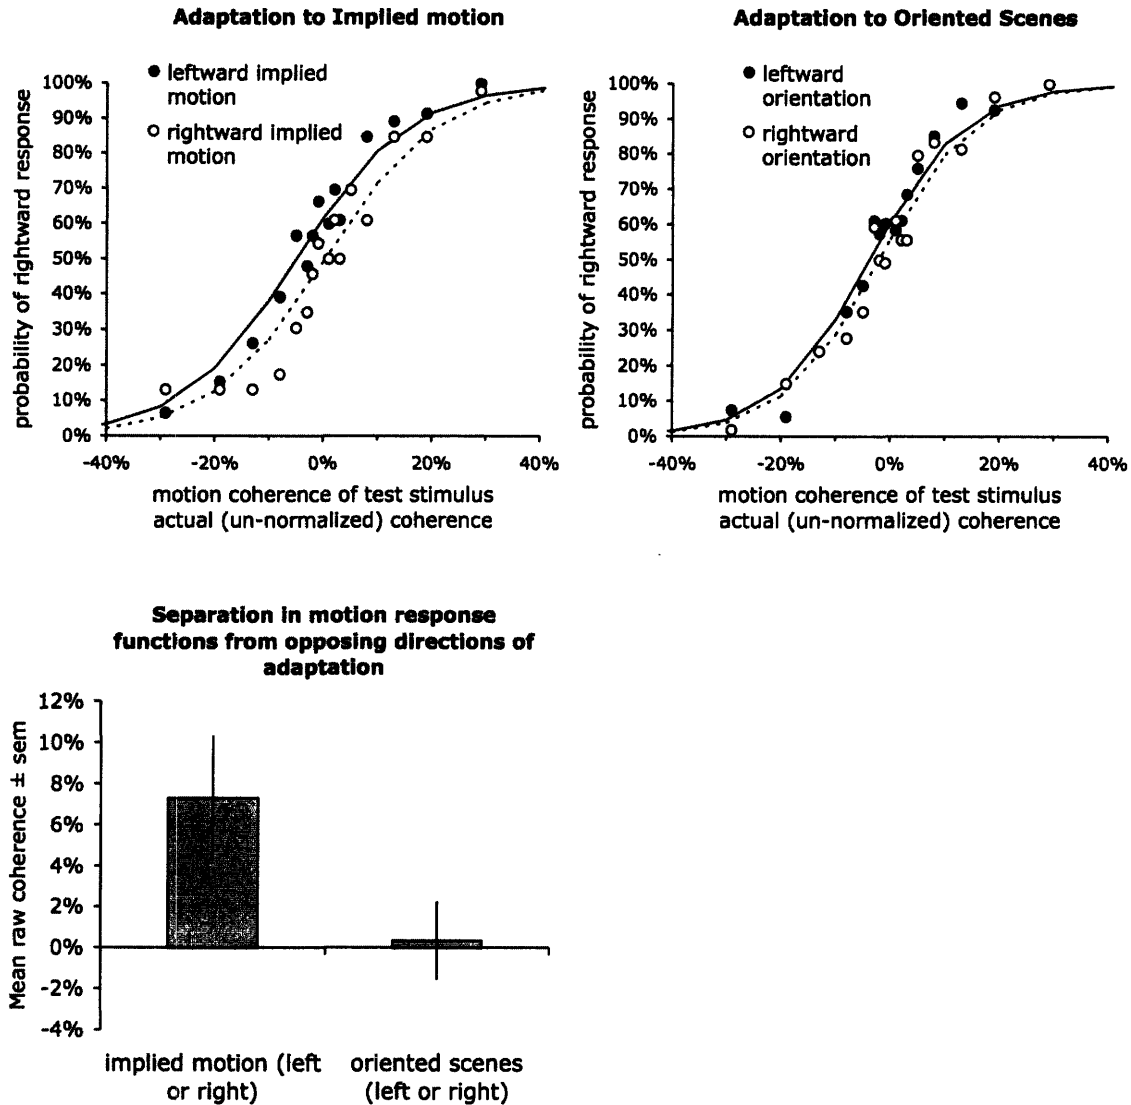 Adaptation to Implied motion
leftward implied
motion
rightward implied
motion
probability of rightward response
100%
90%
80%
70%
60%
50%
40%
30%
20%
10%
0%
-40%
-20%
0%
20%
40%
motion coherence of test stimulus
actual (un-normalized) coherence
Adaptation to Oriented Scenes
leftward
orientation
rightward
orientation
probability of rightward response
100%
90%
80%
70%
60%
50%
40%
30%
20%
10%
0%
-40%
-20%
0%
20%
40%
motion coherence of test stimulus
actual (un-normalized) coherence
Separation in motion response
functions from opposing directions of
adaptation
Mean raw coherence ± sem
12%
10%
8%
6%
4%
2%
0%
-2%
-4%
implied motion (left
or right)
oriented scenes
(left or right)